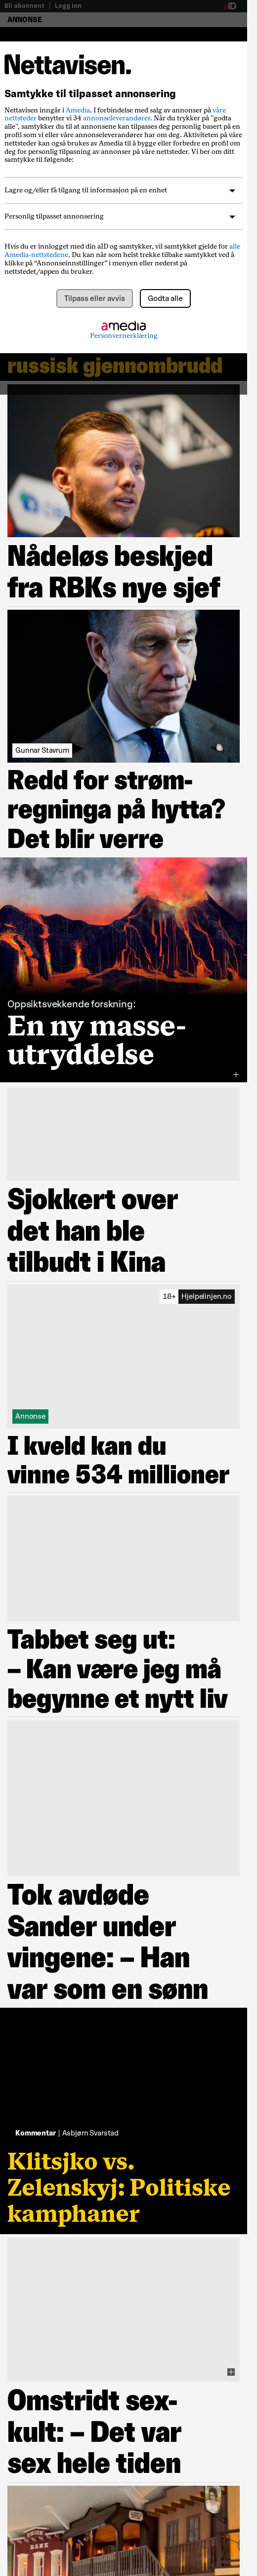 Bli abonnent | Logg inn
aID
ANNONSE
Nettavisen.
Samtykke til tilpasset annonsering
Nettavisen inngår i Amedia. I forbindelse med salg av annonser på våre
nettsteder benytter vi 34 annonseleverandører. Når du trykker på "godta
alle", samtykker du til at annonsene kan tilpasses deg personlig basert på en
profil som vi eller våre annonseleverandører har om deg. Aktiviteten på våre
nettsteder kan også brukes av Amedia til å bygge eller forbedre en profil om
deg for personlig tilpasning av annonser på våre nettsteder. Vi ber om ditt
samtykke til følgende:
Lagre og/eller få tilgang til informasjon på en enhet
Personlig tilpasset annonsering
Hvis du er innlogget med din aID og samtykker, vil samtykket gjelde for alle
Amedia-nettstedene. Du kan når som helst trekke tilbake samtykket ved å
klikke på “Annonseinnstillinger” i menyen eller nederst på
nettstedet/appen du bruker.
Tilpass eller avvis
Godta alle
amedia
Personvernerklæring
russisk gjennombrudd
Nådeløs beskjed
fra RBKs nye sjef
Gunnar Stavrum
Redd for strøm-
regninga på hytta?
Det blir verre
Oppsiktsvekkende forskning:
En ny masse-
utryddelse
Sjokkert over
det han ble
tilbudt i Kina
18+ Hjelpelinjen.no
Annonse
I kveld kan du
vinne 534 millioner
Tabbet seg ut:
– Kan være jeg må
begynne et nytt liv
Tok avdøde
Sander under
vingene: – Han
var som en sønn
Kommentar | Asbjørn Svarstad
Klitsjko vs.
Zelenskyj: Politiske
kamphaner
Omstridt sex-
kult: – Det var
sex hele tiden
BANK